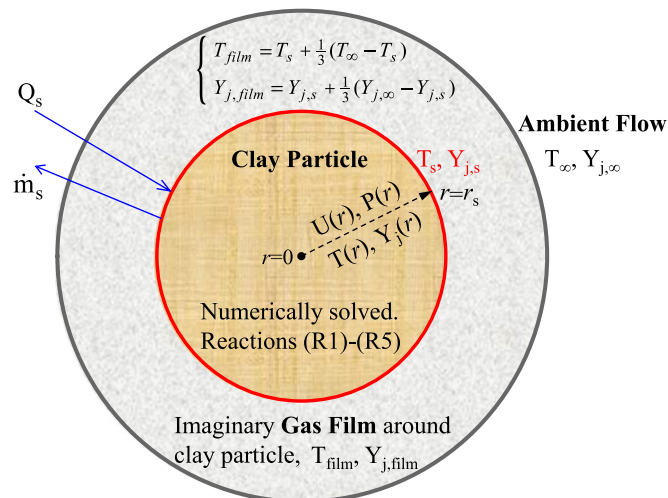 T_film = T_s + 1/3 (T_∞ − T_s)
Y_j,film = Y_j,s + 1/3 (Y_j,∞ − Y_j,s)
Q_s
ṁ_s
Ambient Flow
T_∞, Y_j,∞
Clay Particle
T_s, Y_j,s
r=r_s
U(r), P(r)
T(r), Y_j(r)
r=0
Numerically solved.
Reactions (R1)-(R5)
Imaginary Gas Film around
clay particle, T_film, Y_j,film